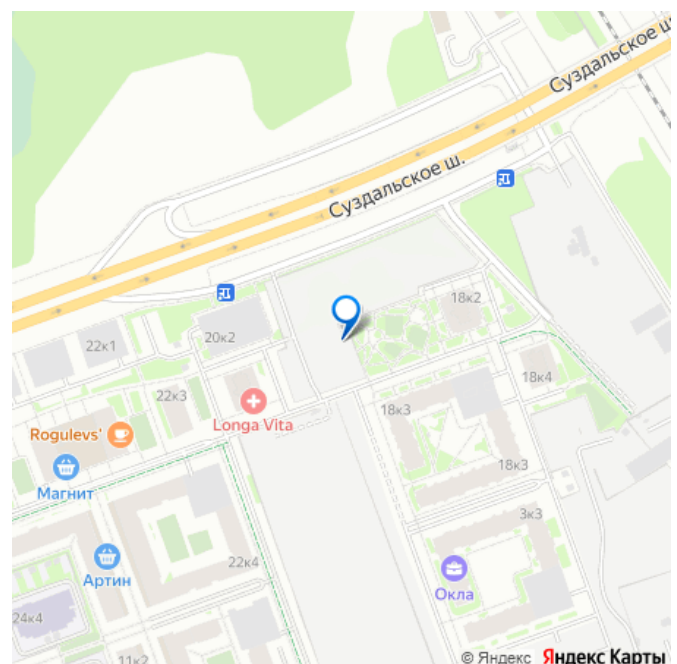 Суздальское ш
Суздальское ш.
18к2
20к2
22к1
18к4
22к3
18к3
Longa Vita
Rogulevs'
18к3
Магнит
3к3
22к4
Артин
Окла
24к4
11к2
© Яндекс Яндекс Карты